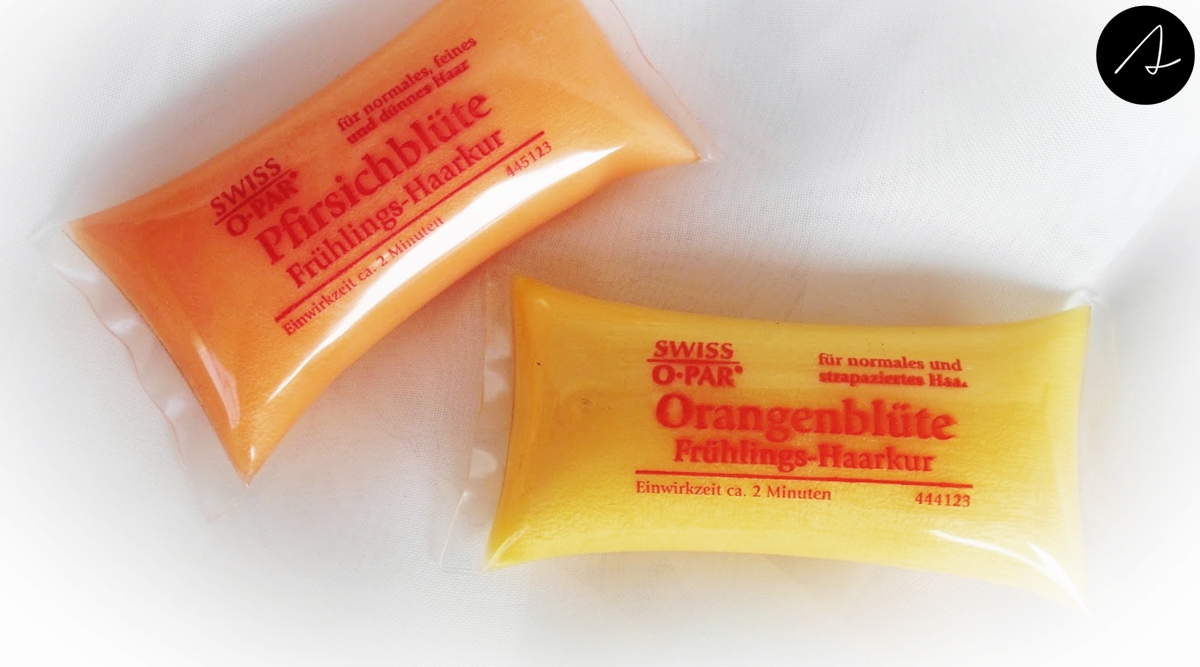 für normales, feines
und dünnes Haar
SWISS
O·PAR®
Pfirsichblüte
Frühlings-Haarkur
Einwirkzeit ca. 2 Minuten
445123
SWISS
O·PAR®
für normales und
strapaziertes Haa.
Orangenblüte
Frühlings-Haarkur
Einwirkzeit ca. 2 Minuten
444123